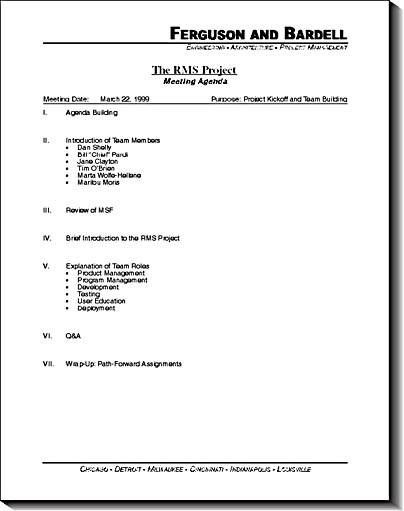 FERGUSON AND BARDELL
ENGINEERING • ARCHITECTURE • PROJECT MANAGEMENT
The RMS Project
Meeting Agenda
Meeting Date: March 22, 1999 Purpose: Project Kickoff and Team Building
I. Agenda Building
II. Introduction of Team Members
• Dan Shelly
• Bill "Chief" Pardi
• Jane Clayton
• Tim O'Brien
• Marta Wolfe-Hellene
• Marilou Moris
III. Review of MSF
IV. Brief Introduction to the RMS Project
V. Explanation of Team Roles
• Product Management
• Program Management
• Development
• Testing
• User Education
• Deployment
VI. Q&A
VII. Wrap-Up: Path-Forward Assignments
CHICAGO • DETROIT • MILWAUKEE • CINCINNATI • INDIANAPOLIS • LOUISVILLE